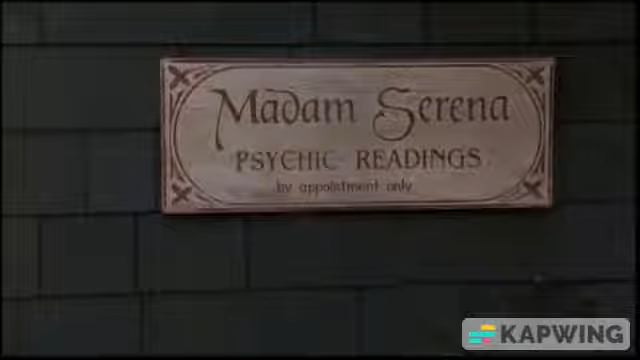 Madam Serena
PSYCHIC READINGS
by appointment only
KAPWING